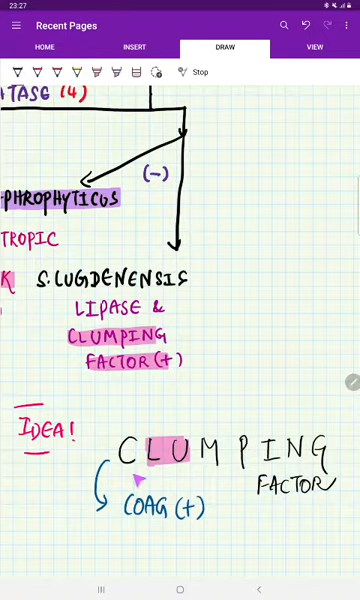 23:27
Recent Pages
HOME INSERT DRAW VIEW
Stop
TASE (4)
(-)
PHROPHYTICUS
TROPIC
K S. LUGDENENSIS
LIPASE &
CLUMPING
FACTOR (+)
IDEA!
CLUMPING
FACTOR
COAG (+)